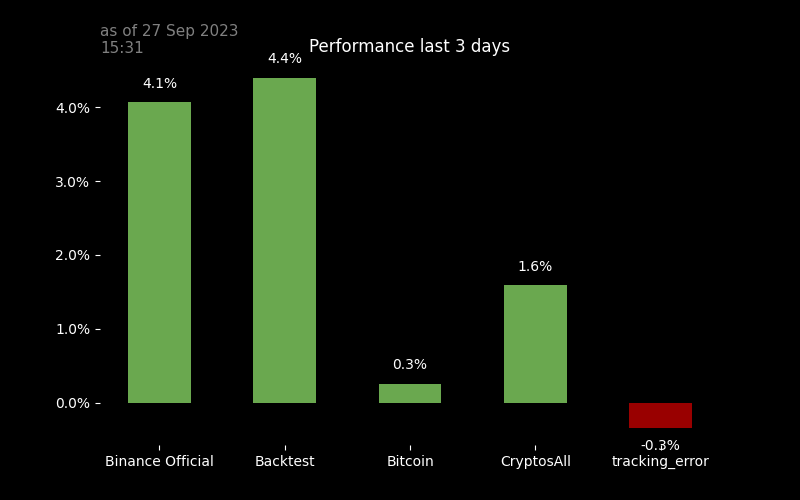 as of 27 Sep 2023
15:31
Performance last 3 days
4.1%
4.4%
0.3%
1.6%
-0.3%
4.0%
3.0%
2.0%
1.0%
0.0%
Binance Official
Backtest
Bitcoin
CryptosAll
tracking_error